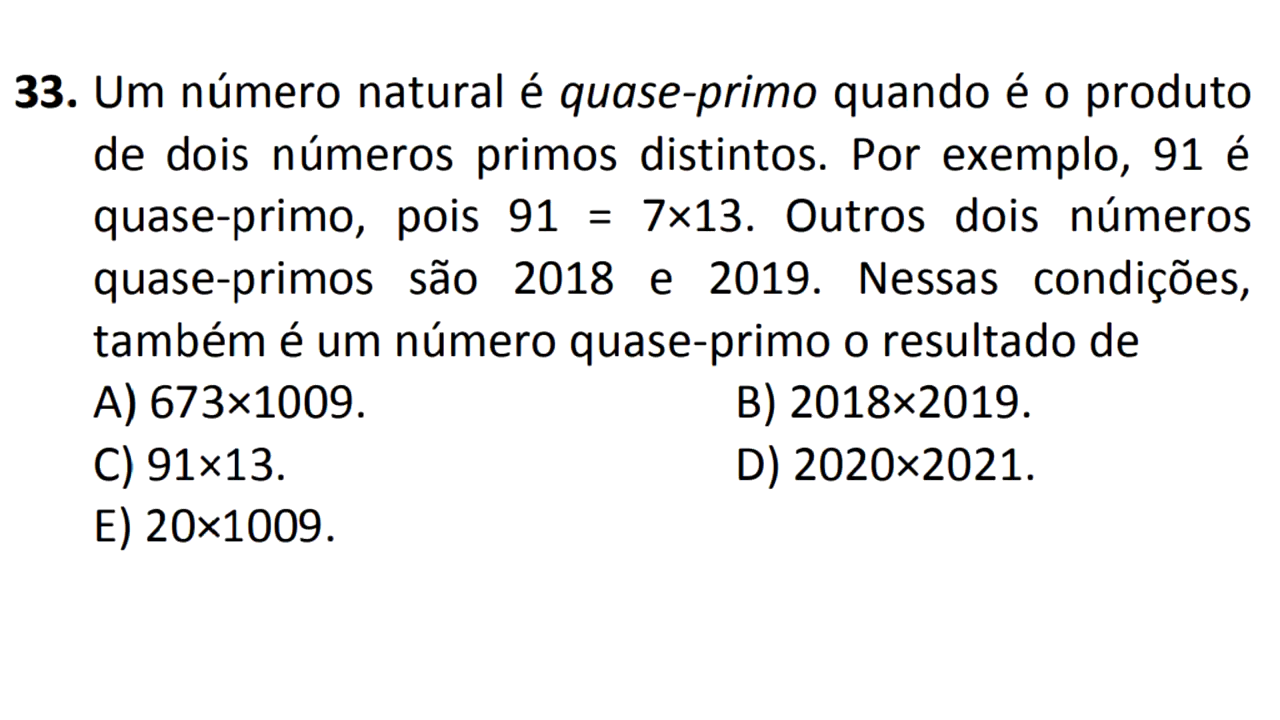 33. Um número natural é quase-primo quando é o produto
de dois números primos distintos. Por exemplo, 91 é
quase-primo, pois 91 = 7×13. Outros dois números
quase-primos são 2018 e 2019. Nessas condições,
também é um número quase-primo o resultado de
A) 673×1009. B) 2018×2019.
C) 91×13. D) 2020×2021.
E) 20×1009.